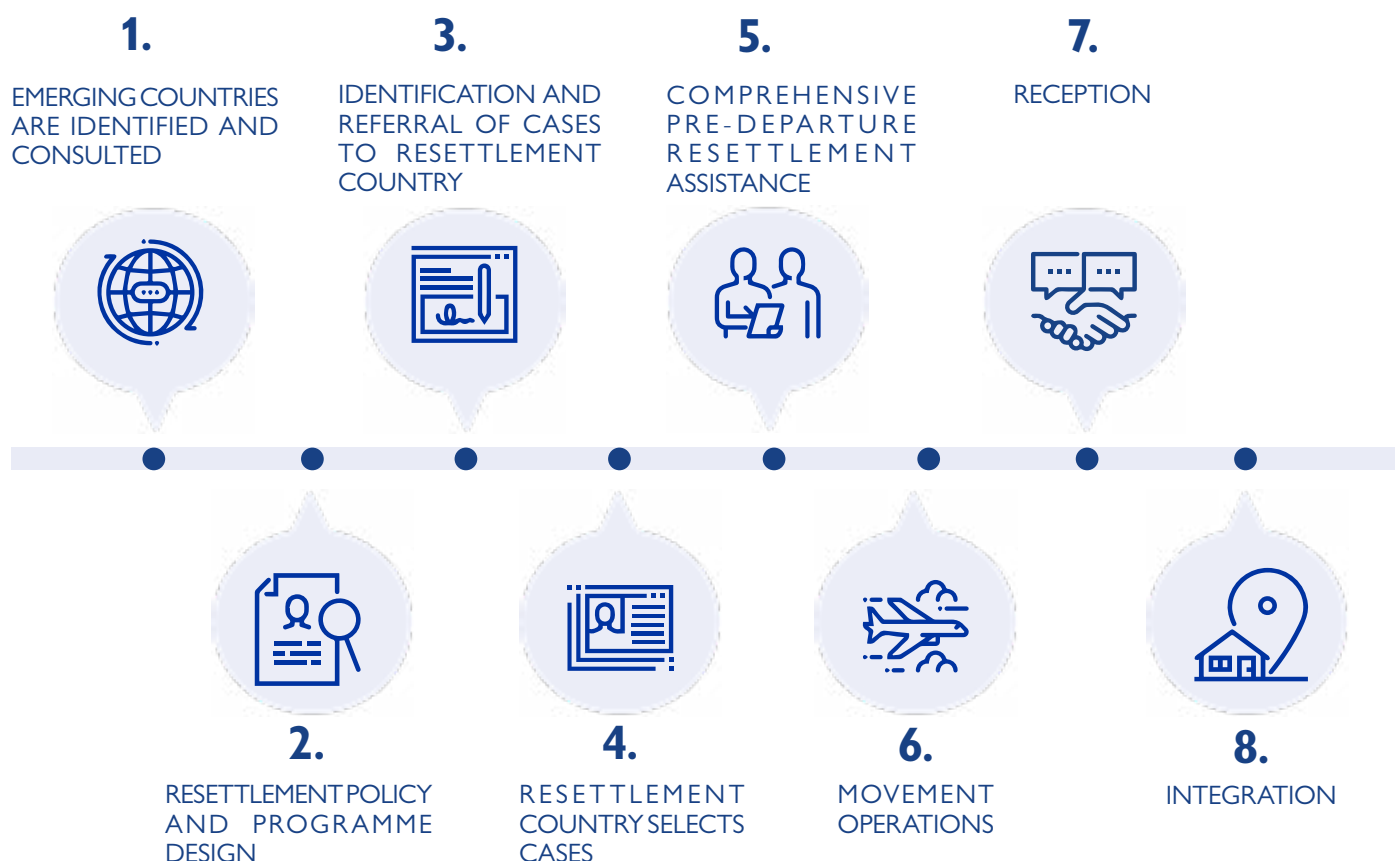 1.
EMERGING COUNTRIES
ARE IDENTIFIED AND
CONSULTED
3.
IDENTIFICATION AND
REFERRAL OF CASES
TO RESETTLEMENT
COUNTRY
5.
COMPREHENSIVE
PRE-DEPARTURE
RESETTLEMENT
ASSISTANCE
7.
RECEPTION
2.
RESETTLEMENT POLICY
AND PROGRAMME
DESIGN
4.
RESETTLEMENT
COUNTRY SELECTS
CASES
6.
MOVEMENT
OPERATIONS
8.
INTEGRATION